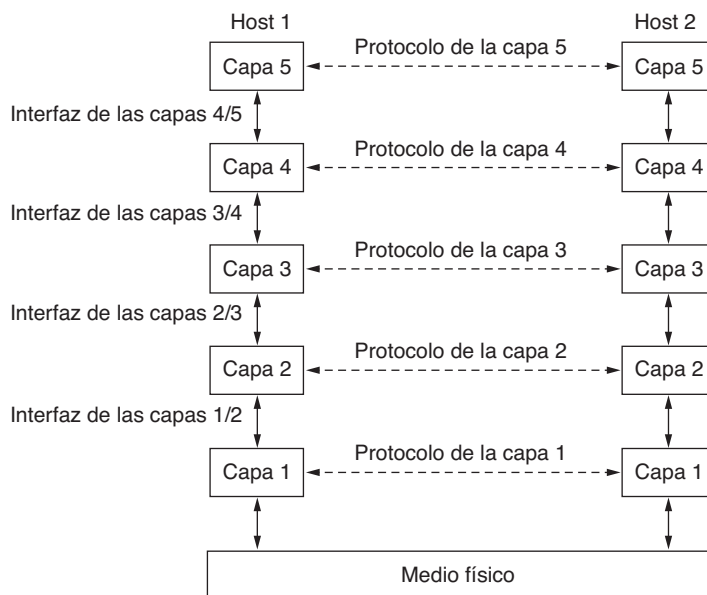 Host 1
Host 2
Protocolo de la capa 5
Capa 5
Capa 5
Interfaz de las capas 4/5
Protocolo de la capa 4
Capa 4
Capa 4
Interfaz de las capas 3/4
Protocolo de la capa 3
Capa 3
Capa 3
Interfaz de las capas 2/3
Protocolo de la capa 2
Capa 2
Capa 2
Interfaz de las capas 1/2
Protocolo de la capa 1
Capa 1
Capa 1
Medio físico